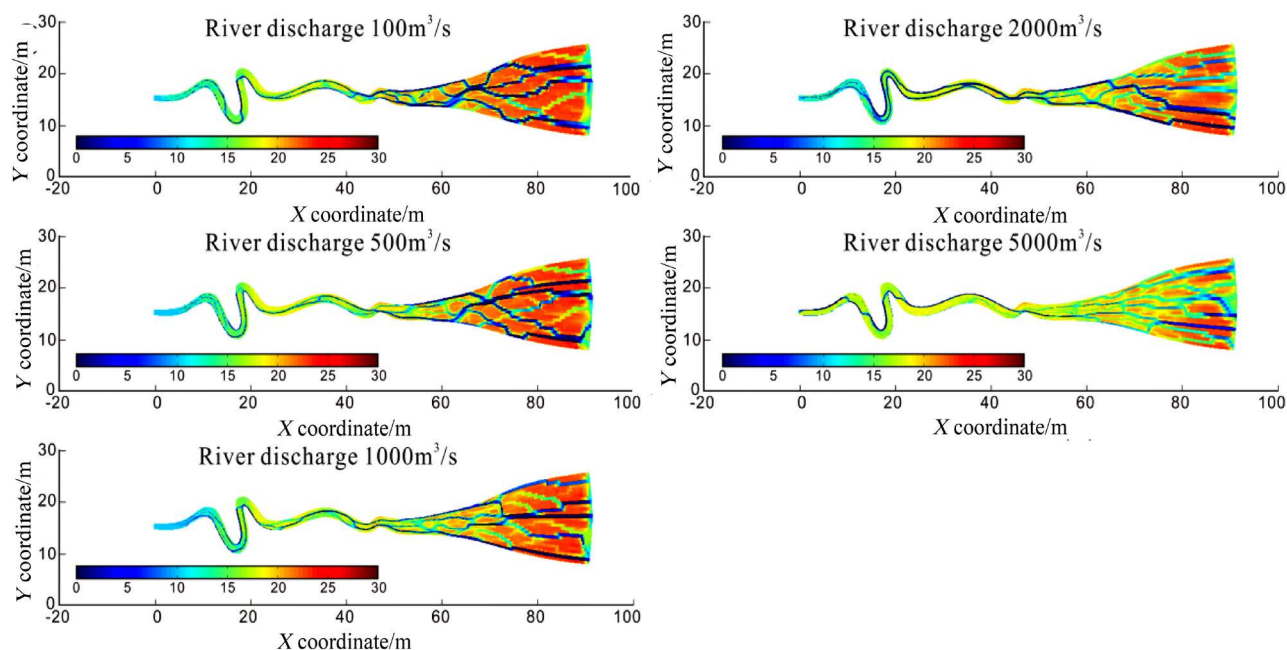 River discharge 100m³/s
30
20
10
0
Y coordinate/m
0 5 10 15 20 25 30
-20 0 20 40 60 80 100
X coordinate/m
River discharge 2000m³/s
30
20
10
0
Y coordinate/m
0 5 10 15 20 25 30
-20 0 20 40 60 80 100
X coordinate/m
River discharge 500m³/s
30
20
10
0
Y coordinate/m
0 5 10 15 20 25 30
-20 0 20 40 60 80 100
X coordinate/m
River discharge 5000m³/s
30
20
10
0
Y coordinate/m
0 5 10 15 20 25 30
-20 0 20 40 60 80 100
X coordinate/m
River discharge 1000m³/s
30
20
10
0
Y coordinate/m
0 5 10 15 20 25 30
-20 0 20 40 60 80 100
X coordinate/m